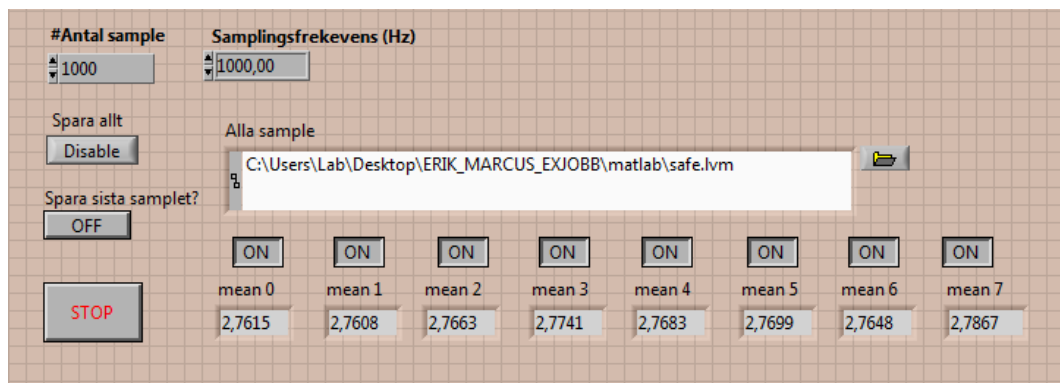 #Antal sample Samplingsfrekevens (Hz)
1000 1000,00
Spara allt
Disable
Alla sample
C:\Users\Lab\Desktop\ERIK_MARCUS_EXJOBB\matlab\safe.lvm
Spara sista samplet?
OFF
ON ON ON ON ON ON ON ON
mean 0 mean 1 mean 2 mean 3 mean 4 mean 5 mean 6 mean 7
STOP
2,7615 2,7608 2,7663 2,7741 2,7683 2,7699 2,7648 2,7867